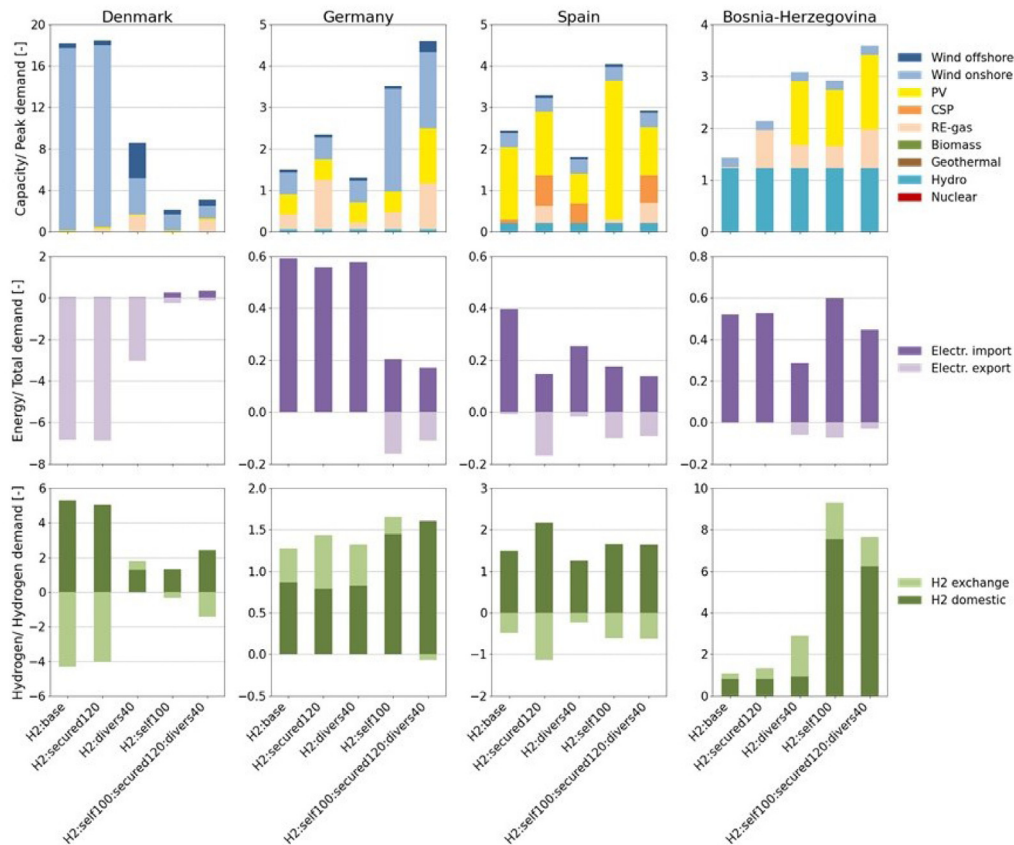 Denmark
Germany
Spain
Bosnia-Herzegovina
Capacity/ Peak demand [-]
20
16
12
8
4
0
5
4
3
2
1
0
5
4
3
2
1
0
4
3
2
1
0
Wind offshore
Wind onshore
PV
CSP
RE-gas
Biomass
Geothermal
Hydro
Nuclear
Energy/ Total demand [-]
2
0
−2
−4
−6
−8
0.6
0.4
0.2
0.0
−0.2
0.6
0.4
0.2
0.0
−0.2
0.8
0.6
0.4
0.2
0.0
−0.2
Electr. import
Electr. export
Hydrogen/ Hydrogen demand [-]
6
4
2
0
−2
−4
−6
2.0
1.5
1.0
0.5
0.0
−0.5
3
2
1
0
−1
−2
10
8
6
4
2
0
H2 exchange
H2 domestic
H2:base
H2:secured120
H2:divers40
H2:self100
H2:self100:secured120:divers40
H2:base
H2:secured120
H2:divers40
H2:self100
H2:self100:secured120:divers40
H2:base
H2:secured120
H2:divers40
H2:self100
H2:self100:secured120:divers40
H2:base
H2:secured120
H2:divers40
H2:self100
H2:self100:secured120:divers40